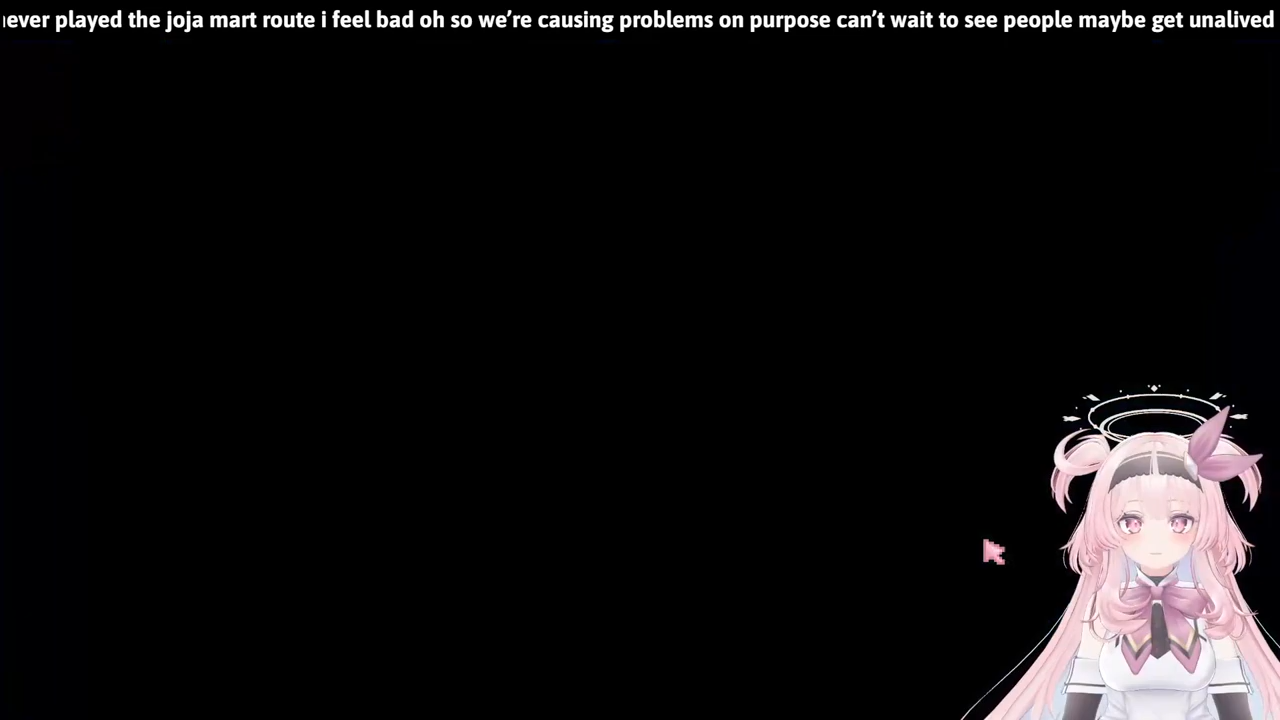 never played the joja mart route i feel bad oh so we’re causing problems on purpose can’t wait to see people maybe get unalived